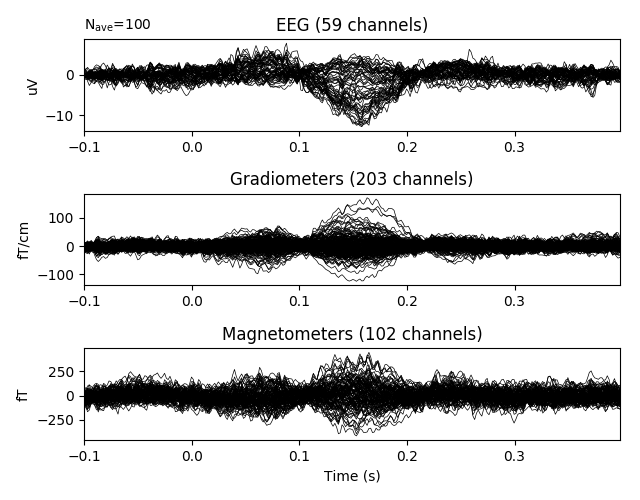 Nave=100
EEG (59 channels)
uV
0
−10
−0.1 0.0 0.1 0.2 0.3
Gradiometers (203 channels)
fT/cm
100
0
−100
−0.1 0.0 0.1 0.2 0.3
Magnetometers (102 channels)
fT
250
0
−250
−0.1 0.0 0.1 0.2 0.3
Time (s)